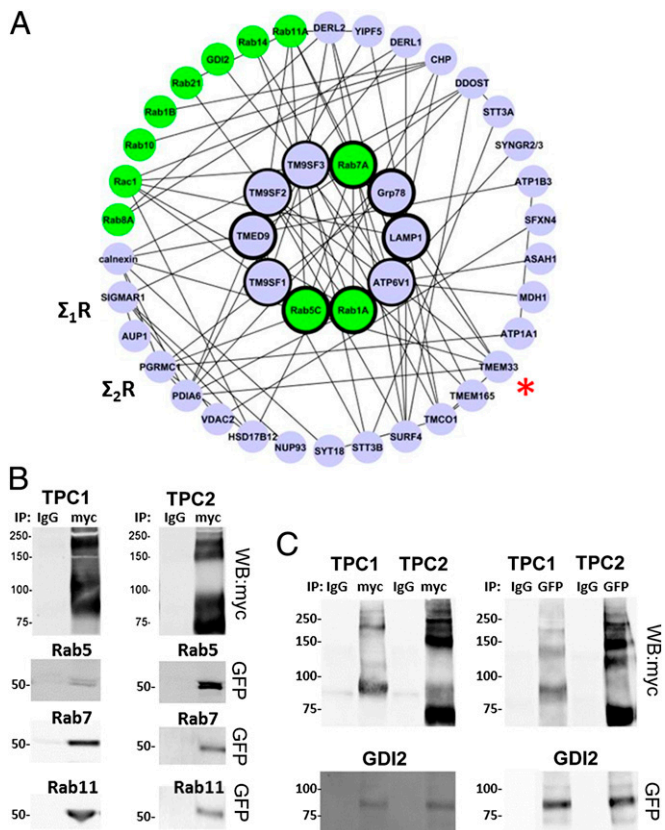 A
Rab11A
DERL2
YIPF5
Rab14
DERL1
GDI2
CHP
Rab21
DDOST
Rab1B
STT3A
Rab10
SYNGR2/3
TM9SF3
Rab7A
Rac1
TM9SF2
Grp78
ATP1B3
Rab8A
SFXN4
TMED9
LAMP1
calnexin
ASAH1
TM9SF1
ATP6V1
SIGMAR1
MDH1
Σ1R
Rab5C
Rab1A
AUP1
ATP1A1
PGRMC1
TMEM33
Σ2R
*
PDIA6
TMEM165
VDAC2
TMCO1
HSD17B12
SURF4
NUP93
SYT18
STT3B
B
TPC1
TPC2
IP: IgG myc
IP: IgG myc
250-
250-
150-
150-
100-
100-
75-
75-
WB:myc
Rab5
Rab5
50-
50-
GFP
Rab7
Rab7
50-
50-
GFP
Rab11
Rab11
50-
50-
GFP
C
TPC1
TPC2
TPC1
TPC2
IP: IgG myc IgG myc
IP: IgG GFP IgG GFP
250-
250-
150-
150-
100-
100-
75-
75-
WB:myc
GDI2
GDI2
100-
100-
75-
75-
GFP